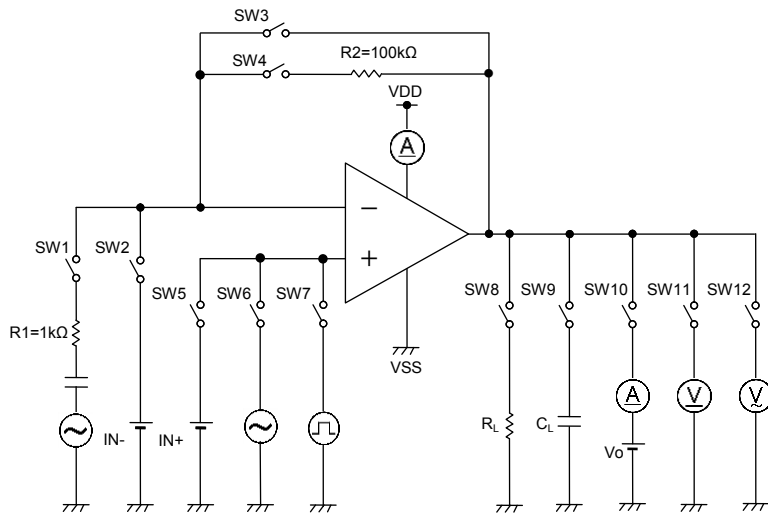 SW3
SW4
R2=100kΩ
VDD
A
SW1
SW2
−
+
SW5
SW6
SW7
SW8
SW9
SW10
SW11
SW12
R1=1kΩ
VSS
A
V
V
IN-
IN+
RL
CL
Vo